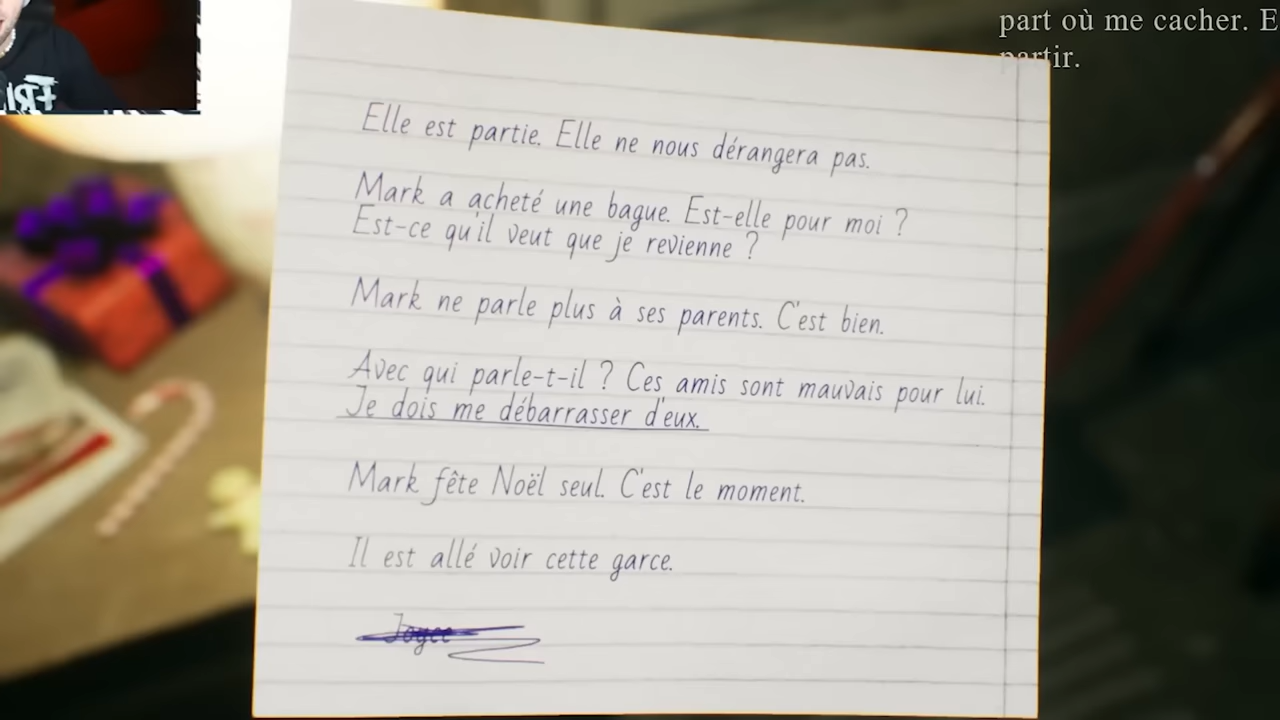 part où me cacher. E
partir.
Elle est partie. Elle ne nous dérangera pas.
Mark a acheté une bague. Est-elle pour moi ?
Est-ce qu'il veut que je revienne ?
Mark ne parle plus à ses parents. C'est bien.
Avec qui parle-t-il ? Ces amis sont mauvais pour lui.
Je dois me débarrasser d'eux.
Mark fête Noël seul. C'est le moment.
Il est allé voir cette garce.
Joyce